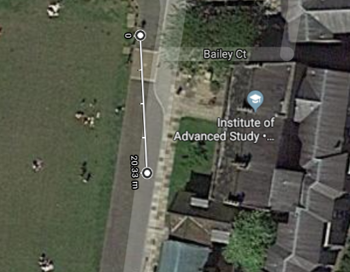 0
Bailey Ct
Institute of
Advanced Study •...
20.33 m